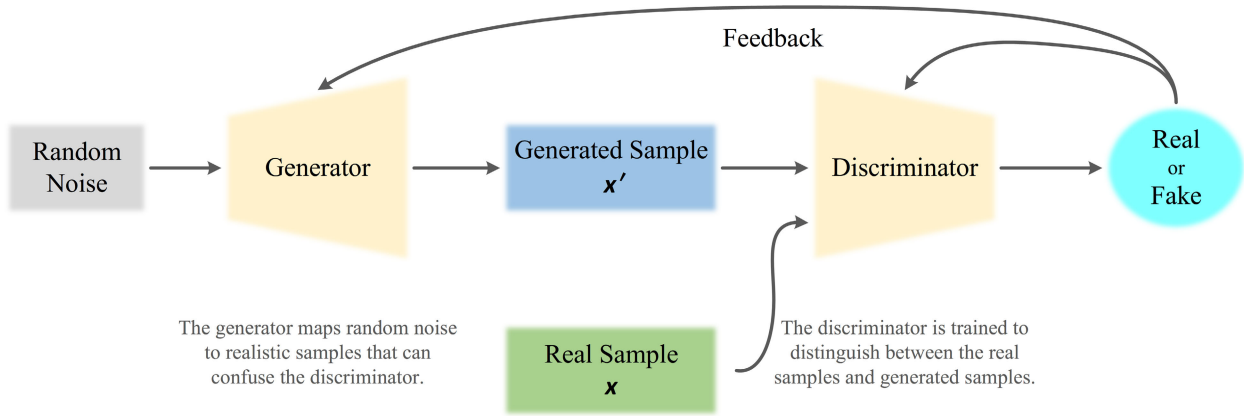 Feedback
Random
Noise
Generator
Generated Sample
x′
Discriminator
Real
or
Fake
The generator maps random noise
to realistic samples that can
confuse the discriminator.
Real Sample
x
The discriminator is trained to
distinguish between the real
samples and generated samples.